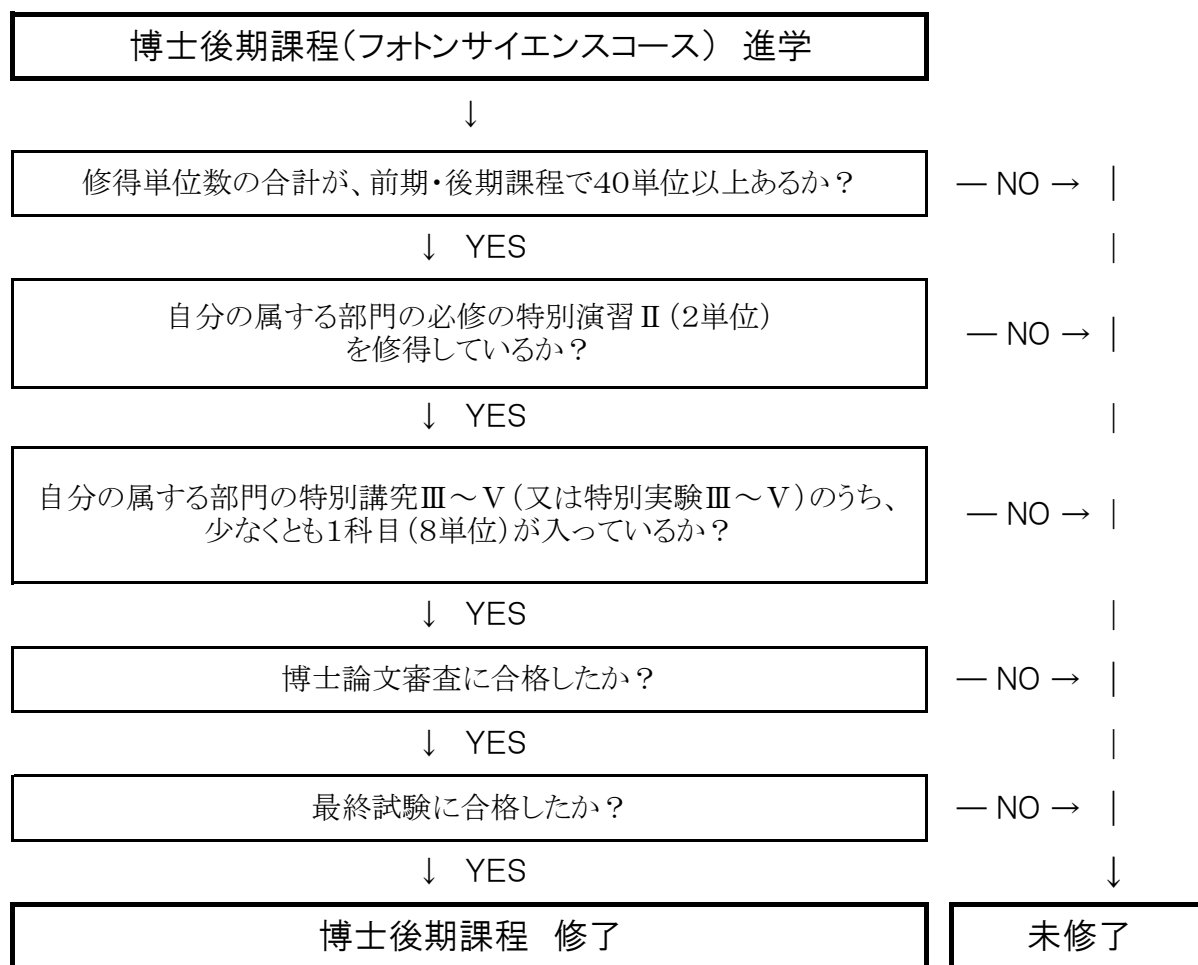 博士後期課程(フォトンサイエンスコース) 進学
↓
修得単位数の合計が、前期・後期課程で40単位以上あるか? — NO → |
↓ YES |
自分の属する部門の必修の特別演習Ⅱ(2単位)
を修得しているか? — NO → |
↓ YES |
自分の属する部門の特別講究Ⅲ～Ⅴ(又は特別実験Ⅲ～Ⅴ)のうち、
少なくとも1科目(8単位)が入っているか? — NO → |
↓ YES |
博士論文審査に合格したか? — NO → |
↓ YES |
最終試験に合格したか? — NO → |
↓ YES ↓
博士後期課程 修了 未修了